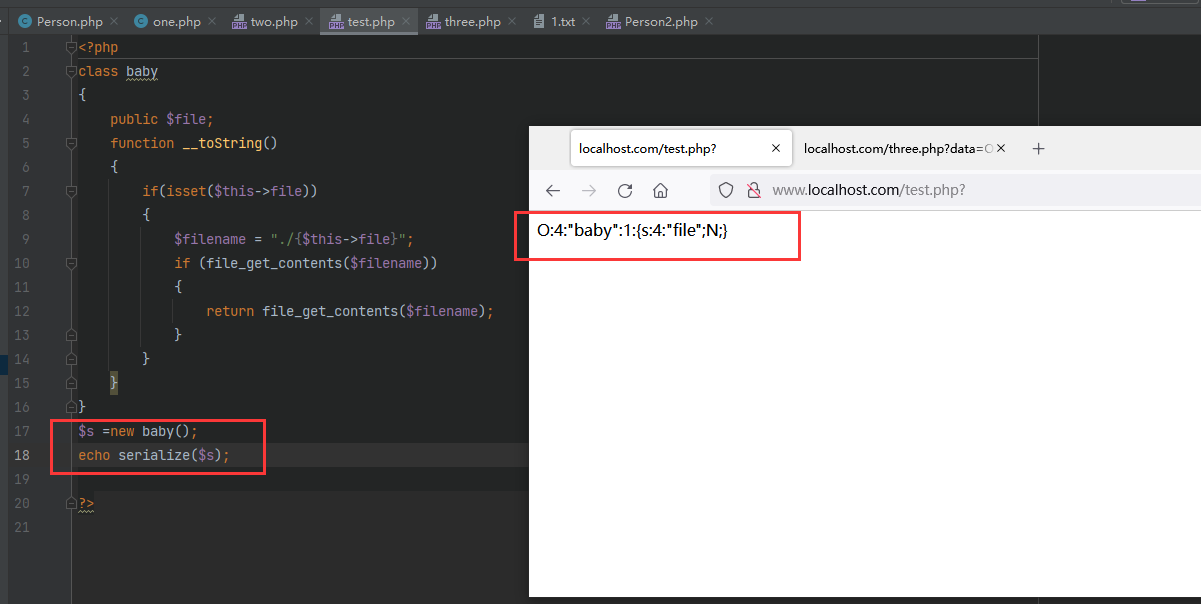 Person.php one.php two.php test.php three.php 1.txt Person2.php
1 <?php
2 class baby
3 {
4 public $file;
5 function __toString()
6 {
7 if(isset($this->file))
8 {
9 $filename = "./{$this->file}";
10 if (file_get_contents($filename))
11 {
12 return file_get_contents($filename);
13 }
14 }
15 }
16 }
17 $s =new baby();
18 echo serialize($s);
19
20 ?>
21
localhost.com/test.php? localhost.com/three.php?data=O
www.localhost.com/test.php?
O:4:"baby":1:{s:4:"file";N;}